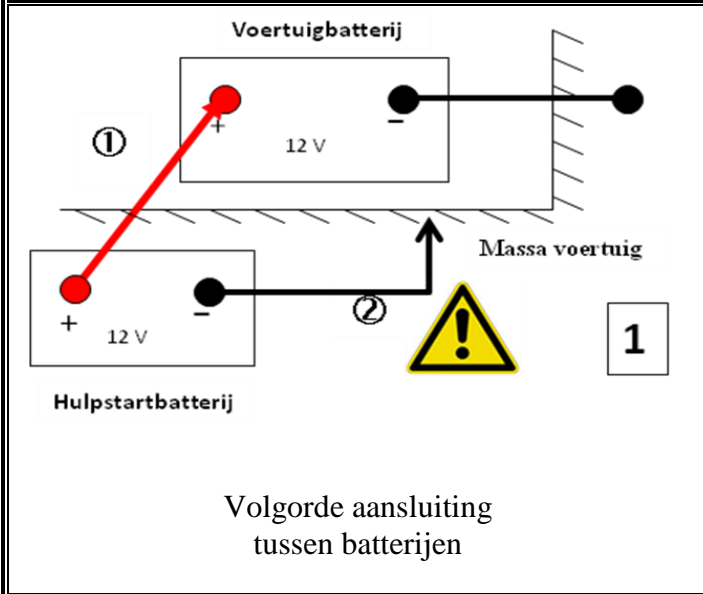 Voertuigbatterij
①
+
−
12 V
Massa voertuig
+
−
②
12 V
1
Hulpstartbatterij
Volgorde aansluiting
tussen batterijen